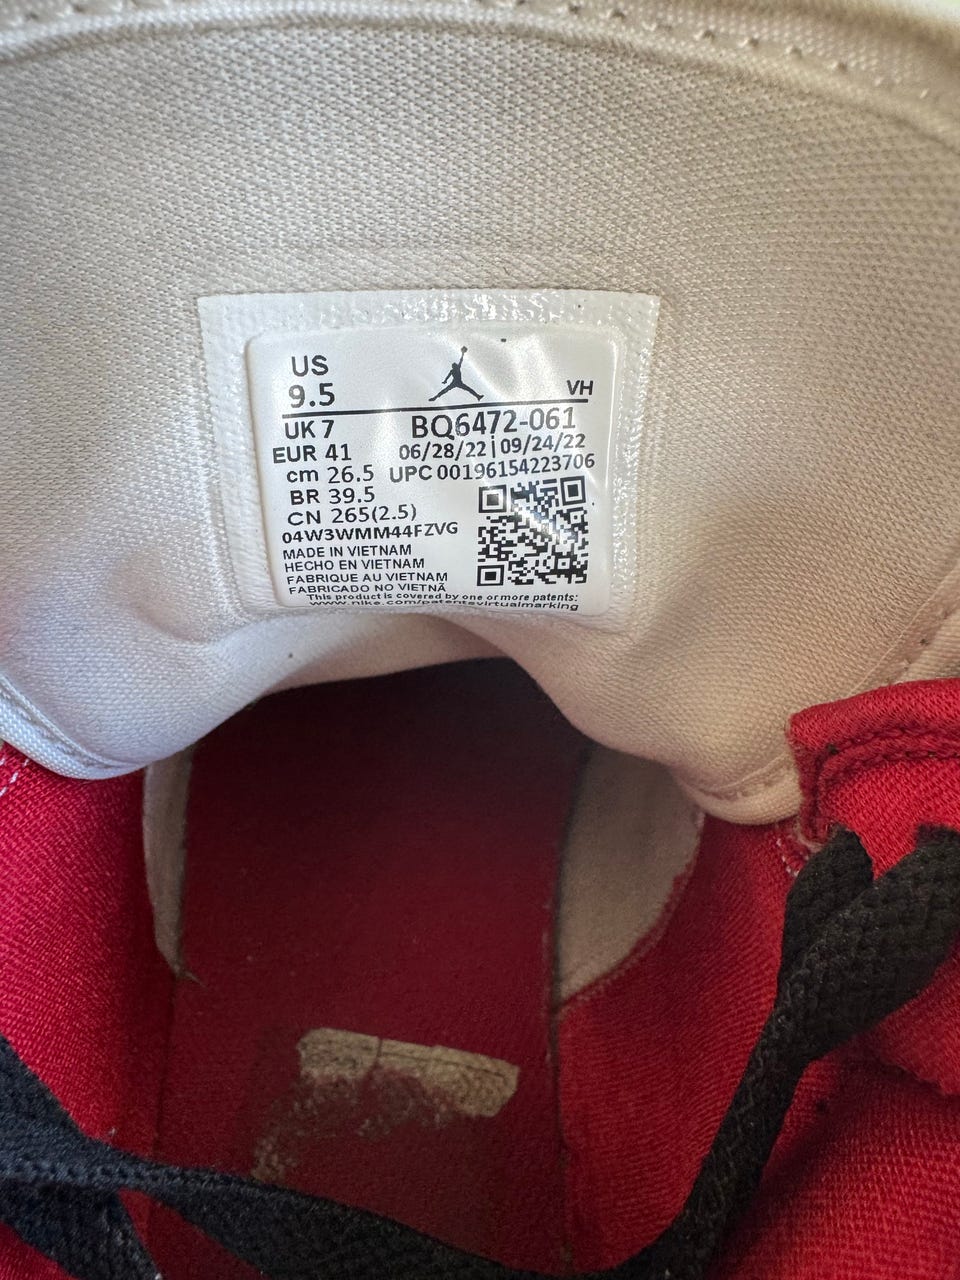 US
9.5
VH
UK 7
BQ6472-061
EUR 41
06/28/22|09/24/22
cm 26.5
UPC 00196154223706
BR 39.5
CN 265(2.5)
04W3WMM44FZVG
MADE IN VIETNAM
HECHO EN VIETNAM
FABRIQUE AU VIETNAM
FABRICADO NO VIETNÃ
This product is covered by one or more patents:
www.nike.com/patentsvirtualmarking